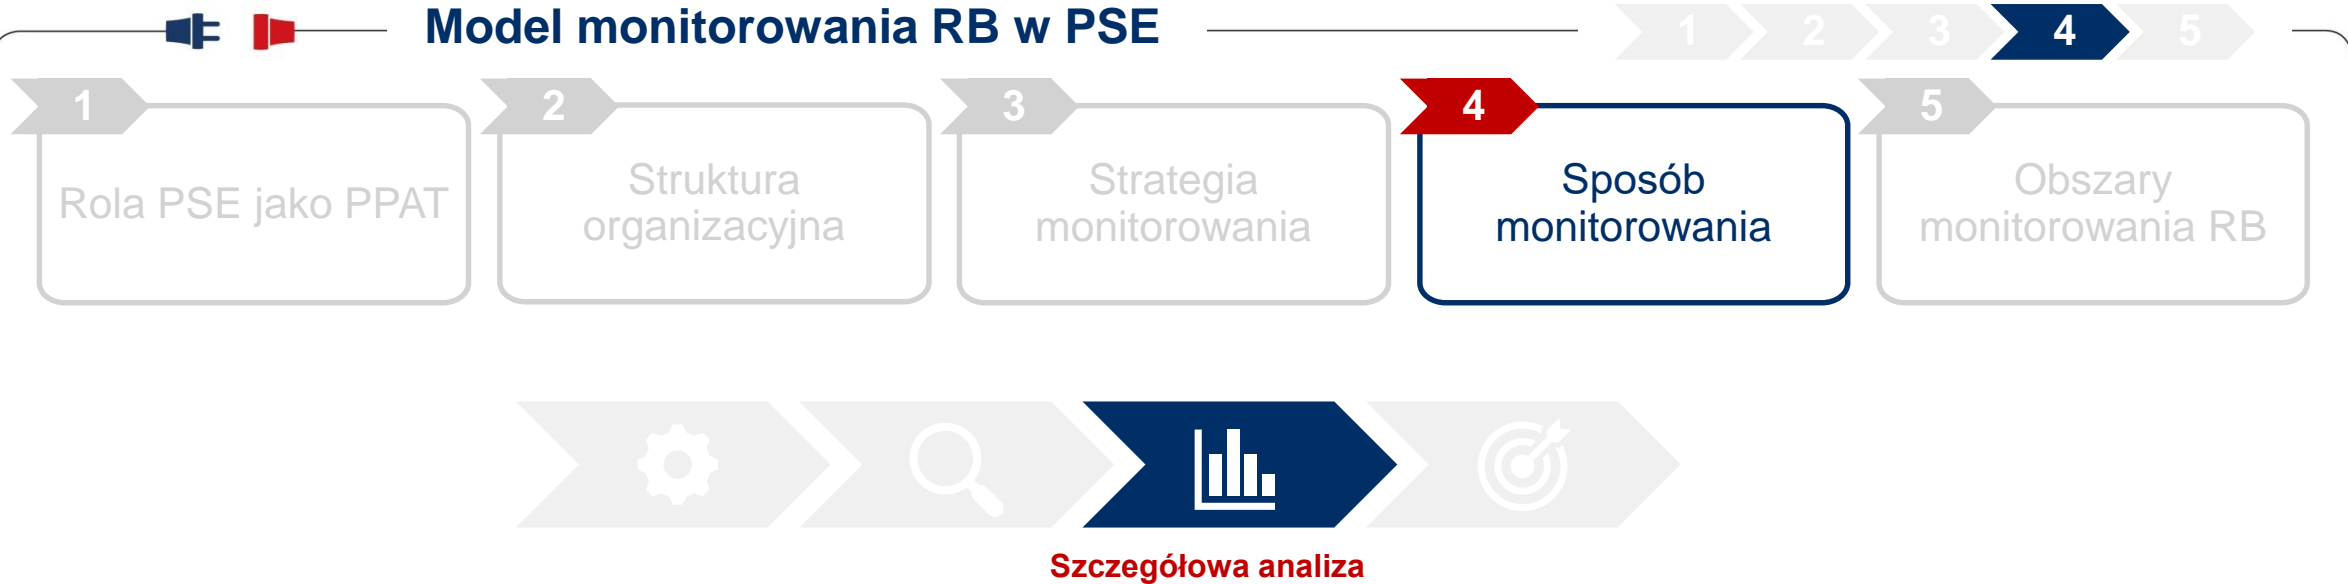 Model monitorowania RB w PSE
1 2 3 4 5
1
Rola PSE jako PPAT
2
Struktura
organizacyjna
3
Strategia
monitorowania
4
Sposób
monitorowania
5
Obszary
monitorowania RB
Szczegółowa analiza